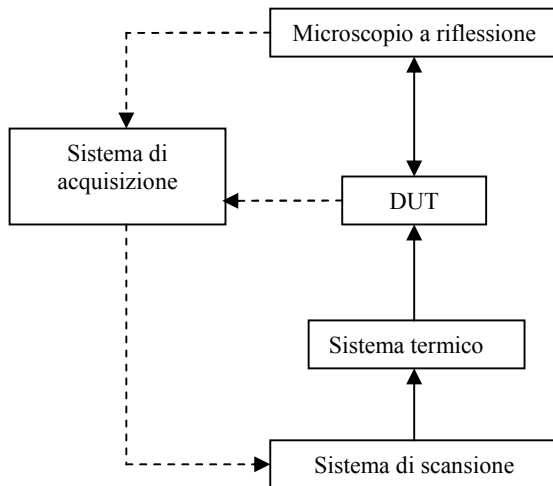 Microscopio a riflessione
Sistema di
acquisizione
DUT
Sistema termico
Sistema di scansione